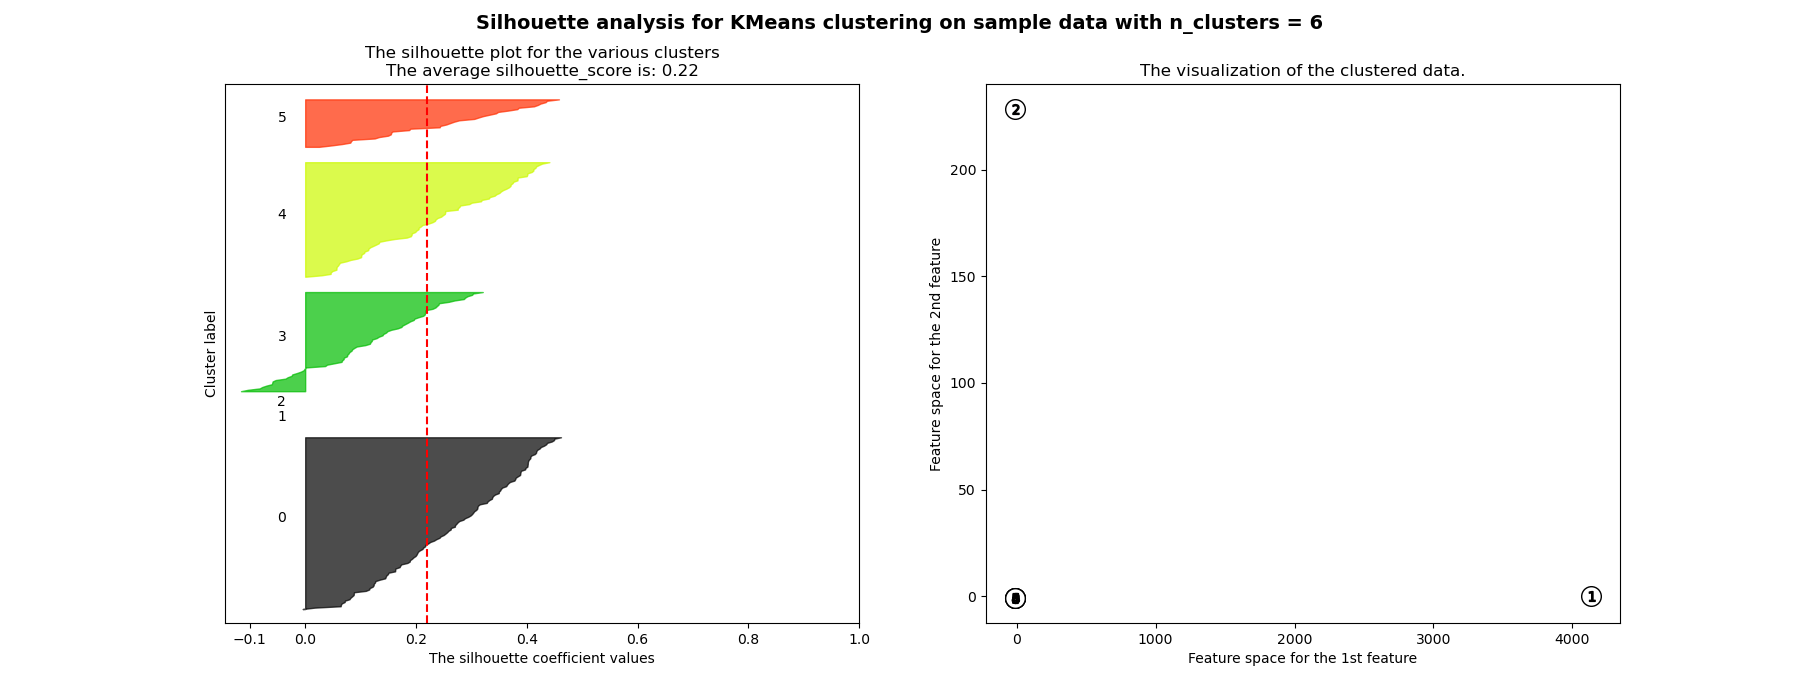 Silhouette analysis for KMeans clustering on sample data with n_clusters = 6
The silhouette plot for the various clusters
The average silhouette_score is: 0.22
5
4
3
2
1
0
Cluster label
−0.1 0.0 0.2 0.4 0.6 0.8 1.0
The silhouette coefficient values
The visualization of the clustered data.
2
1
200
150
100
50
0
Feature space for the 2nd feature
0 1000 2000 3000 4000
Feature space for the 1st feature